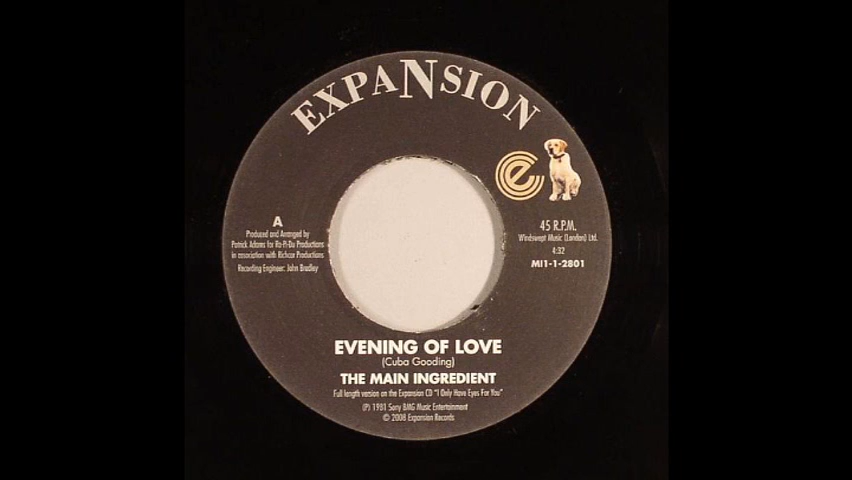 EXPANSION
e
A
Produced and Arranged by
Patrick Adams for Ra-Pi-Du Productions
in association with Richcar Productions
Recording Engineer: John Bradley
45 R.P.M.
Windswept Music (London) Ltd.
4:32
MI1-1-2801
EVENING OF LOVE
(Cuba Gooding)
THE MAIN INGREDIENT
Full length version on the Expansion CD "I Only Have Eyes For You"
(P) 1981 Sony BMG Music Entertainment
© 2008 Expansion Records